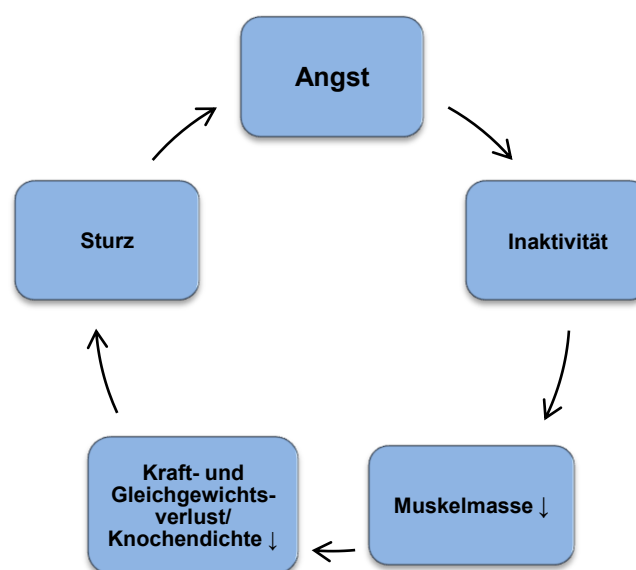 Angst
Sturz
Inaktivität
Kraft- und
Gleichgewichts-
verlust/
Knochendichte ↓
Muskelmasse ↓